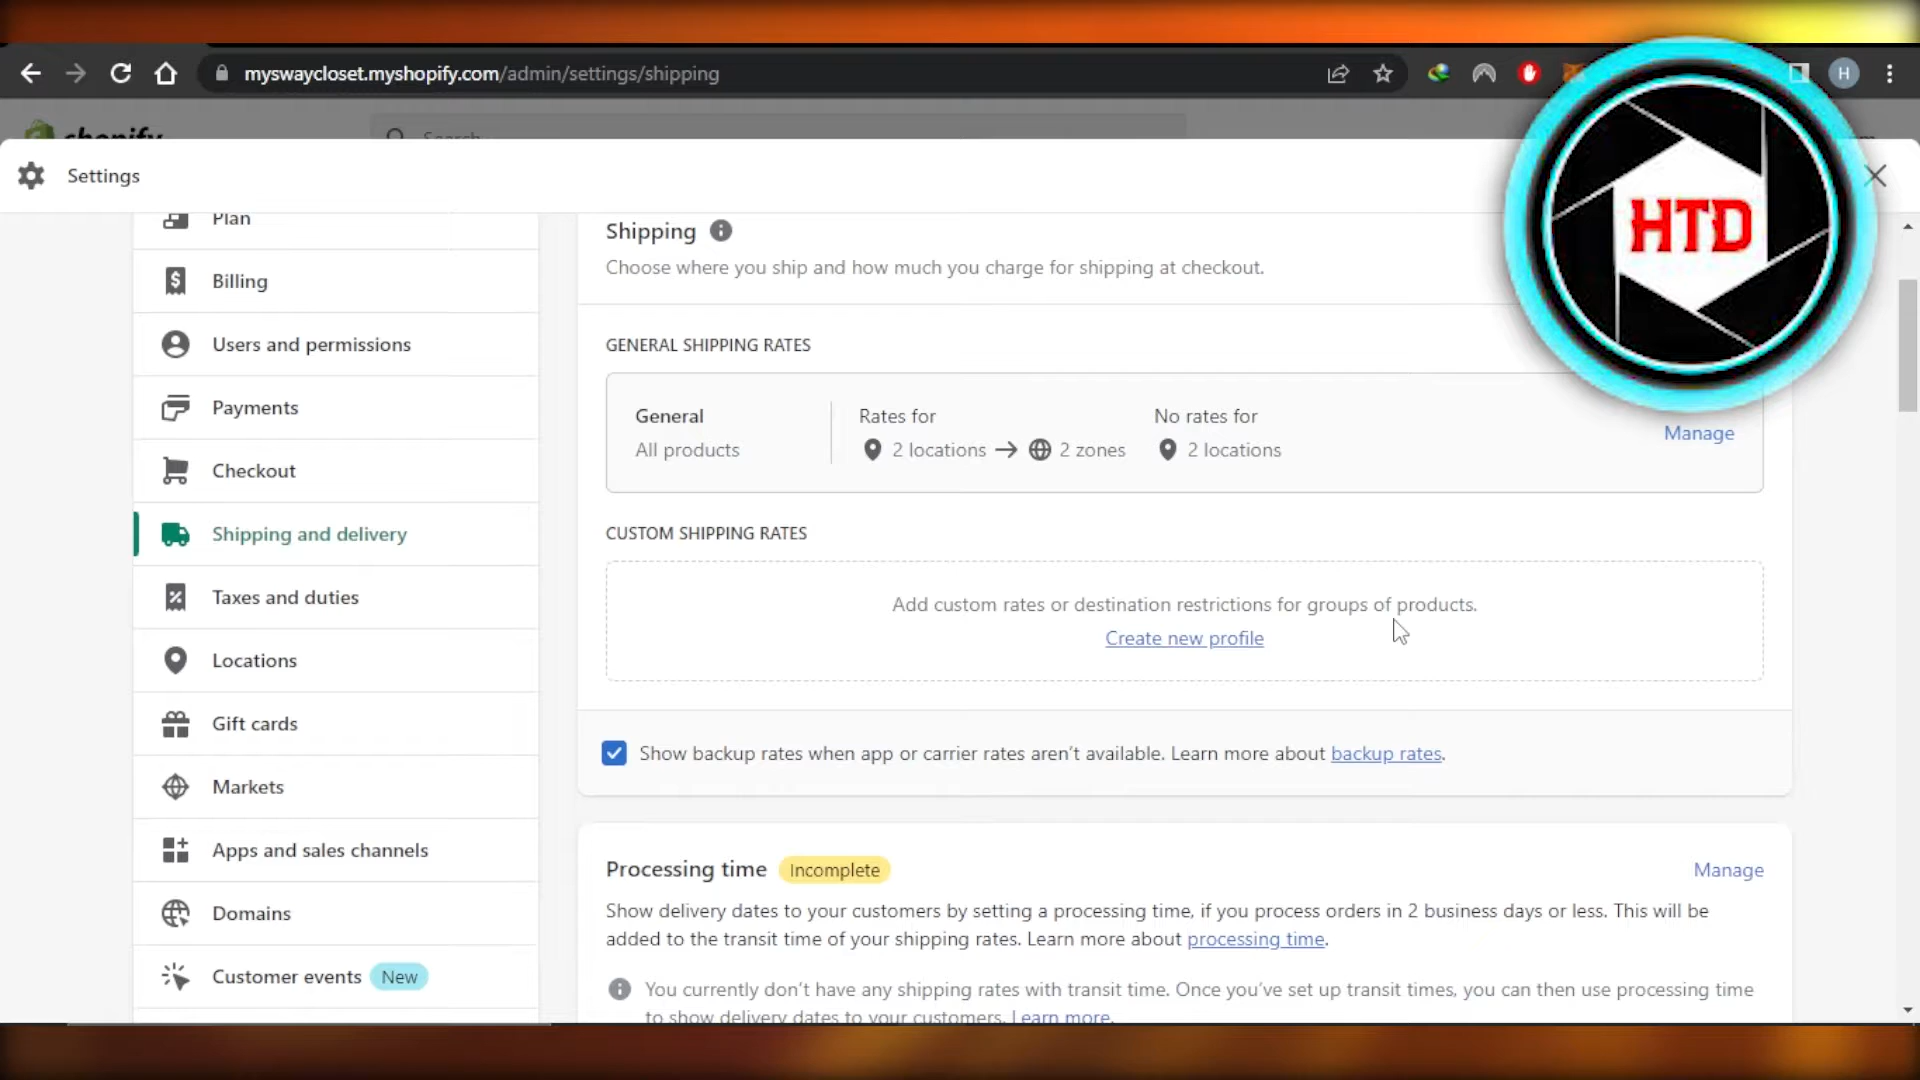 myswaycloset.myshopify.com/admin/settings/shipping
H
shopify
Search
HTD
Settings
Plan
Billing
Users and permissions
Payments
Checkout
Shipping and delivery
Taxes and duties
Locations
Gift cards
Markets
Apps and sales channels
Domains
Customer events New
Shipping
Choose where you ship and how much you charge for shipping at checkout.
GENERAL SHIPPING RATES
General
All products
Rates for
2 locations → 2 zones
No rates for
2 locations
Manage
CUSTOM SHIPPING RATES
Add custom rates or destination restrictions for groups of products.
Create new profile
Show backup rates when app or carrier rates aren't available. Learn more about backup rates.
Processing time Incomplete
Manage
Show delivery dates to your customers by setting a processing time, if you process orders in 2 business days or less. This will be
added to the transit time of your shipping rates. Learn more about processing time.
You currently don't have any shipping rates with transit time. Once you've set up transit times, you can then use processing time
to show delivery dates to your customers. Learn more.